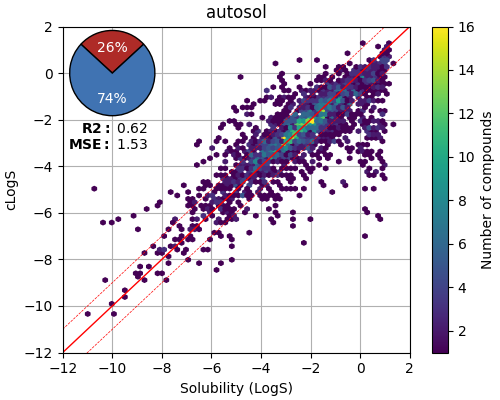 autosol
26%
74%
R2: 0.62
MSE: 1.53
2
0
−2
−4
−6
−8
−10
−12
cLogS
−12 −10 −8 −6 −4 −2 0 2
Solubility (LogS)
16
14
12
10
8
6
4
2
Number of compounds